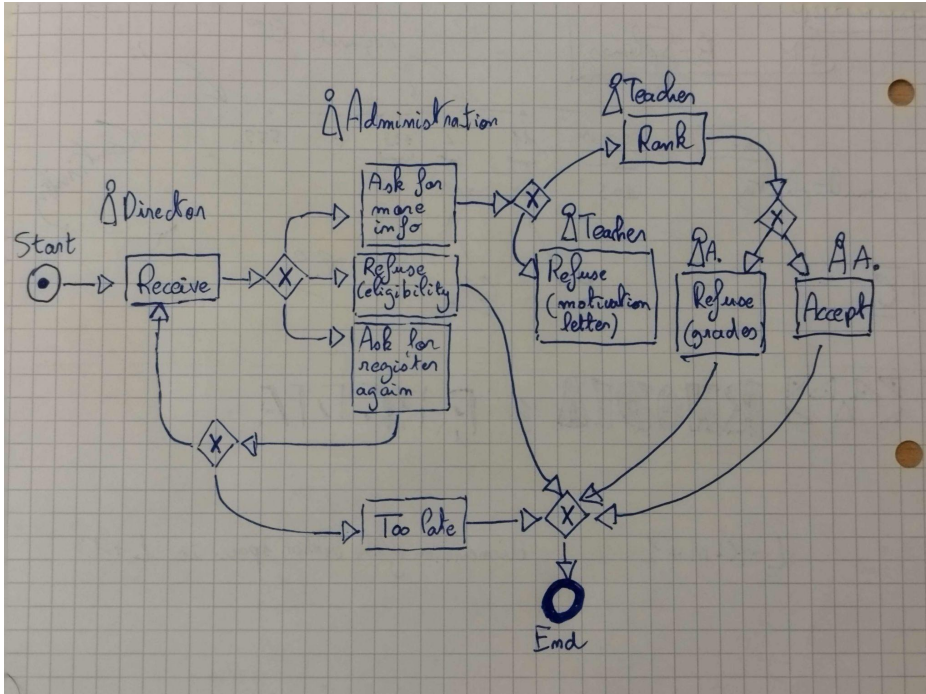 Administration
Teacher
Rank
Director
Ask for
more
info
X
X
Teacher
A.
A.
Start
Receive
X
Refuse
(eligibility
Refuse
(motivation
letter)
Refuse
(grades)
Accept
Ask for
register
again
X
Too late
X
End